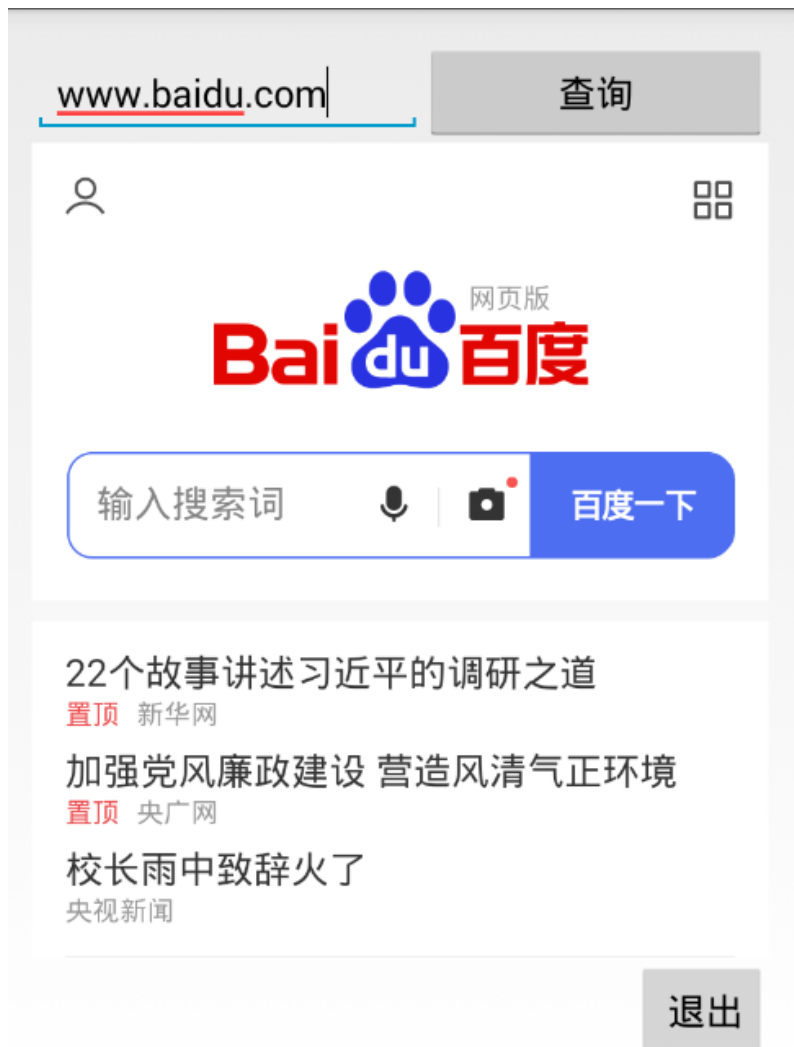 www.baidu.com 查询
网页版
Bai du 百度
输入搜索词 百度一下
22个故事讲述习近平的调研之道
置顶 新华网
加强党风廉政建设 营造风清气正环境
置顶 央广网
校长雨中致辞火了
央视新闻
退出